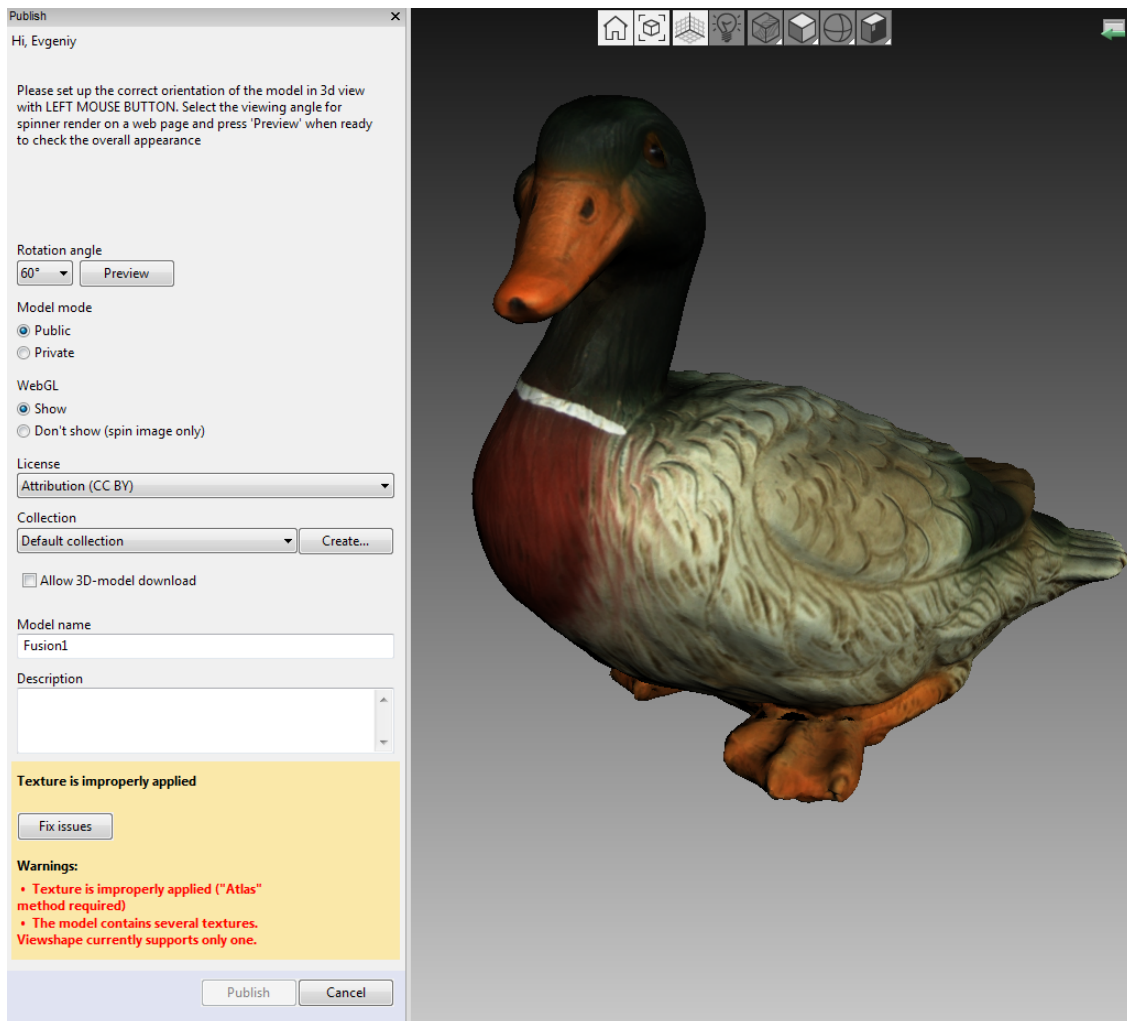 Publish
Hi, Evgeniy
Please set up the correct orientation of the model in 3d view
with LEFT MOUSE BUTTON. Select the viewing angle for
spinner render on a web page and press 'Preview' when ready
to check the overall appearance
Rotation angle
60°
Preview
Model mode
Public
Private
WebGL
Show
Don't show (spin image only)
License
Attribution (CC BY)
Collection
Default collection
Create...
Allow 3D-model download
Model name
Fusion1
Description
Texture is improperly applied
Fix issues
Warnings:
• Texture is improperly applied ("Atlas"
method required)
• The model contains several textures.
Viewshape currently supports only one.
Publish
Cancel